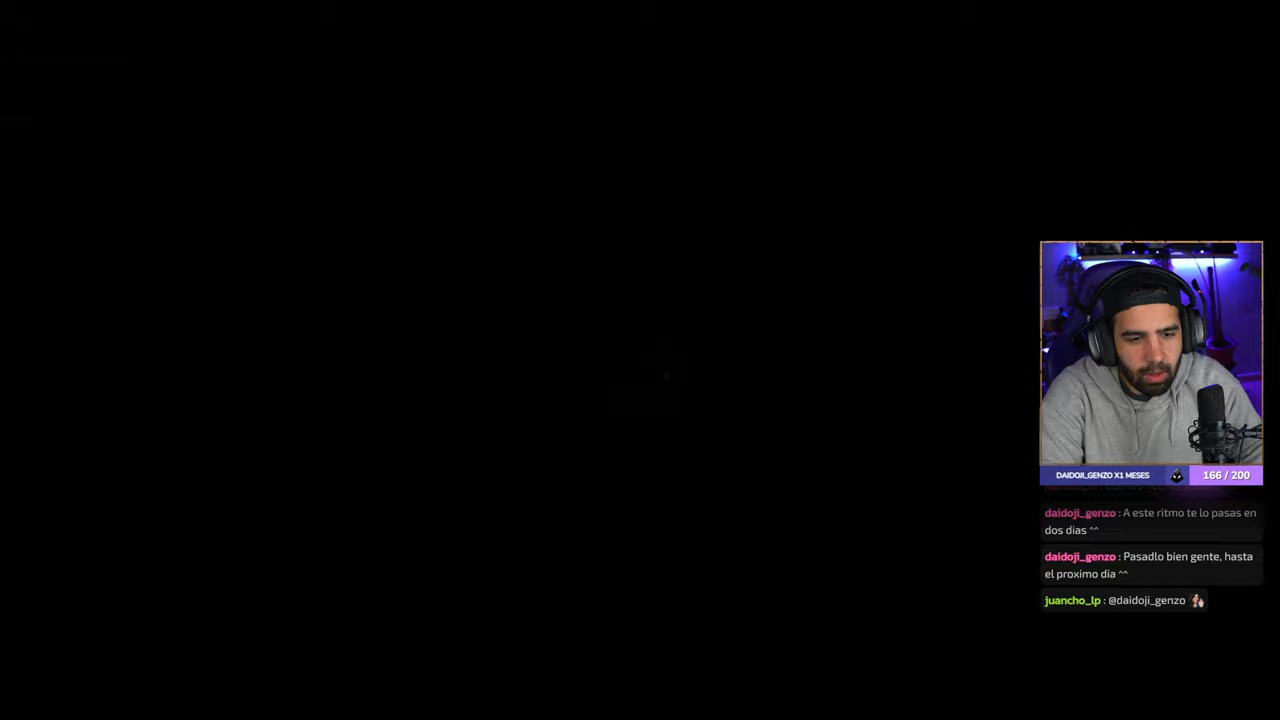 DAIDOJI_GENZO X1 MESES
166 / 200
daidoji_genzo : A este ritmo te lo pasas en
dos dias ^^
daidoji_genzo : Pasadlo bien gente, hasta
el proximo dia ^^
juancho_lp : @daidoji_genzo